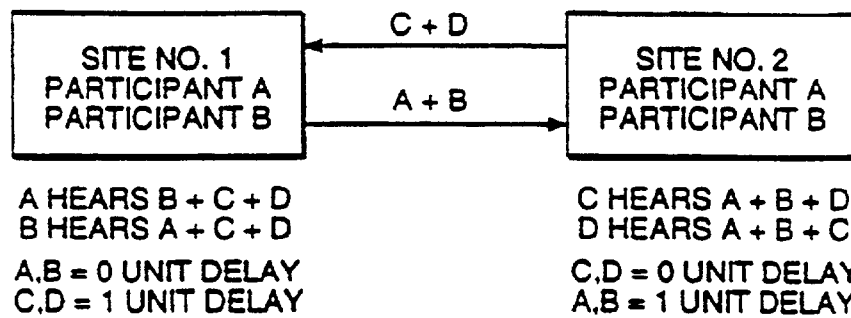 C + D
SITE NO. 1
PARTICIPANT A
PARTICIPANT B
A + B
SITE NO. 2
PARTICIPANT A
PARTICIPANT B
A HEARS B + C + D
B HEARS A + C + D
A,B = 0 UNIT DELAY
C,D = 1 UNIT DELAY
C HEARS A + B + D
D HEARS A + B + C
C,D = 0 UNIT DELAY
A,B = 1 UNIT DELAY